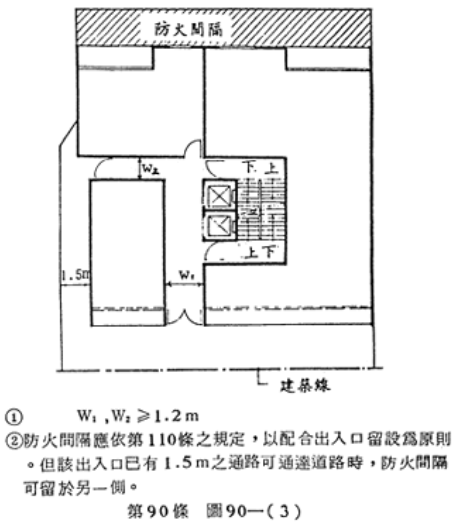 防火間隔
W₂
下 上
上 下
1.5m
W₁
建築線
① W₁ ,W₂ ≥1.2m
②防火間隔應依第110條之規定，以配合出入口留設為原則
。但該出入口已有1.5m之通路可通達道路時，防火間隔
可留於另一側。
第90條 圖90—(3)